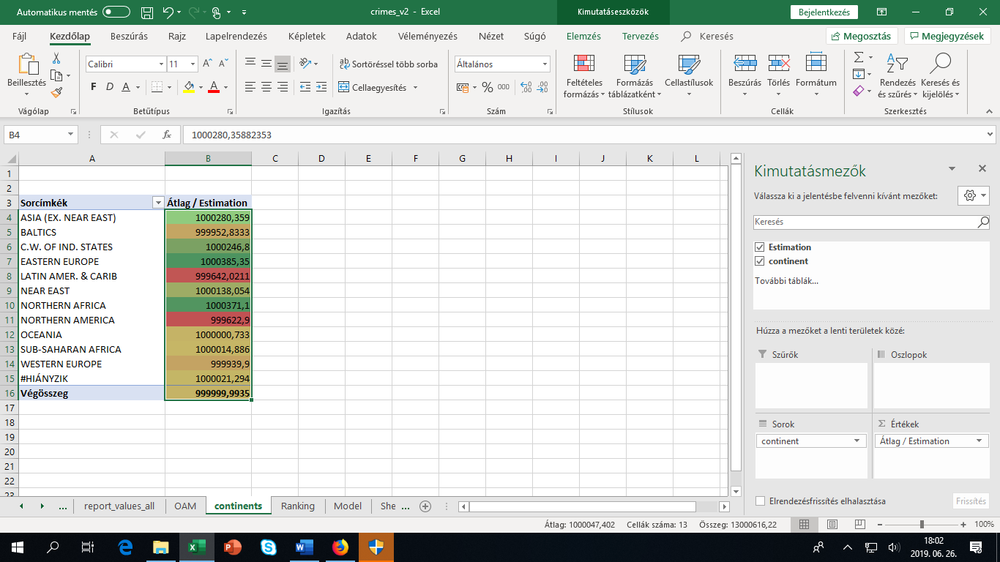 Automatikus mentés
crimes_v2 - Excel
Kimutatáseszközök
Bejelentkezés
Fájl Kezdőlap Beszúrás Rajz Lapelrendezés Képletek Adatok Véleményezés Nézet Súgó Elemzés Tervezés Keresés Megosztás Megjegyzések
Beillesztés
Vágólap
Calibri 11
F D A A
Betűtípus
Sortöréssel több sorba
Cellaegyesítés
Igazítás
Általános
% 000
Szám
Feltételes formázás
Formázás táblázatként
Cellastílusok
Stílusok
Beszúrás Törlés Formátum
Cellák
Rendezés és szűrés
Keresés és kijelölés
Szerkesztés
B4 fx 1000280,35882353
A B C D E F G H I J K L
1
2
3 Sorcímkék Átlag / Estimation
4 ASIA (EX. NEAR EAST) 1000280,359
5 BALTICS 999952,8333
6 C.W. OF IND. STATES 1000246,8
7 EASTERN EUROPE 1000385,35
8 LATIN AMER. & CARIB 999642,0211
9 NEAR EAST 1000138,054
10 NORTHERN AFRICA 1000371,1
11 NORTHERN AMERICA 999622,9
12 OCEANIA 1000000,733
13 SUB-SAHARAN AFRICA 1000014,886
14 WESTERN EUROPE 999939,9
15 #HIÁNYZIK 1000021,294
16 Végösszeg 999999,9935
17
18
19
20
21
22
23
Kimutatásmezők
Válassza ki a jelentésbe felvenni kívánt mezőket:
Keresés
Estimation
continent
További táblák...
Húzza a mezőket a lenti területek közé:
Szűrők
Oszlopok
Sorok
Σ Értékek
continent
Átlag / Estimation
Elrendezésfrissítés elhalasztása
Frissítés
... report_values_all OAM continents Ranking Model She ...
Átlag: 1000047,402 Cellák száma: 13 Összeg: 13000616,22
100%
18:02
2019. 06. 26.